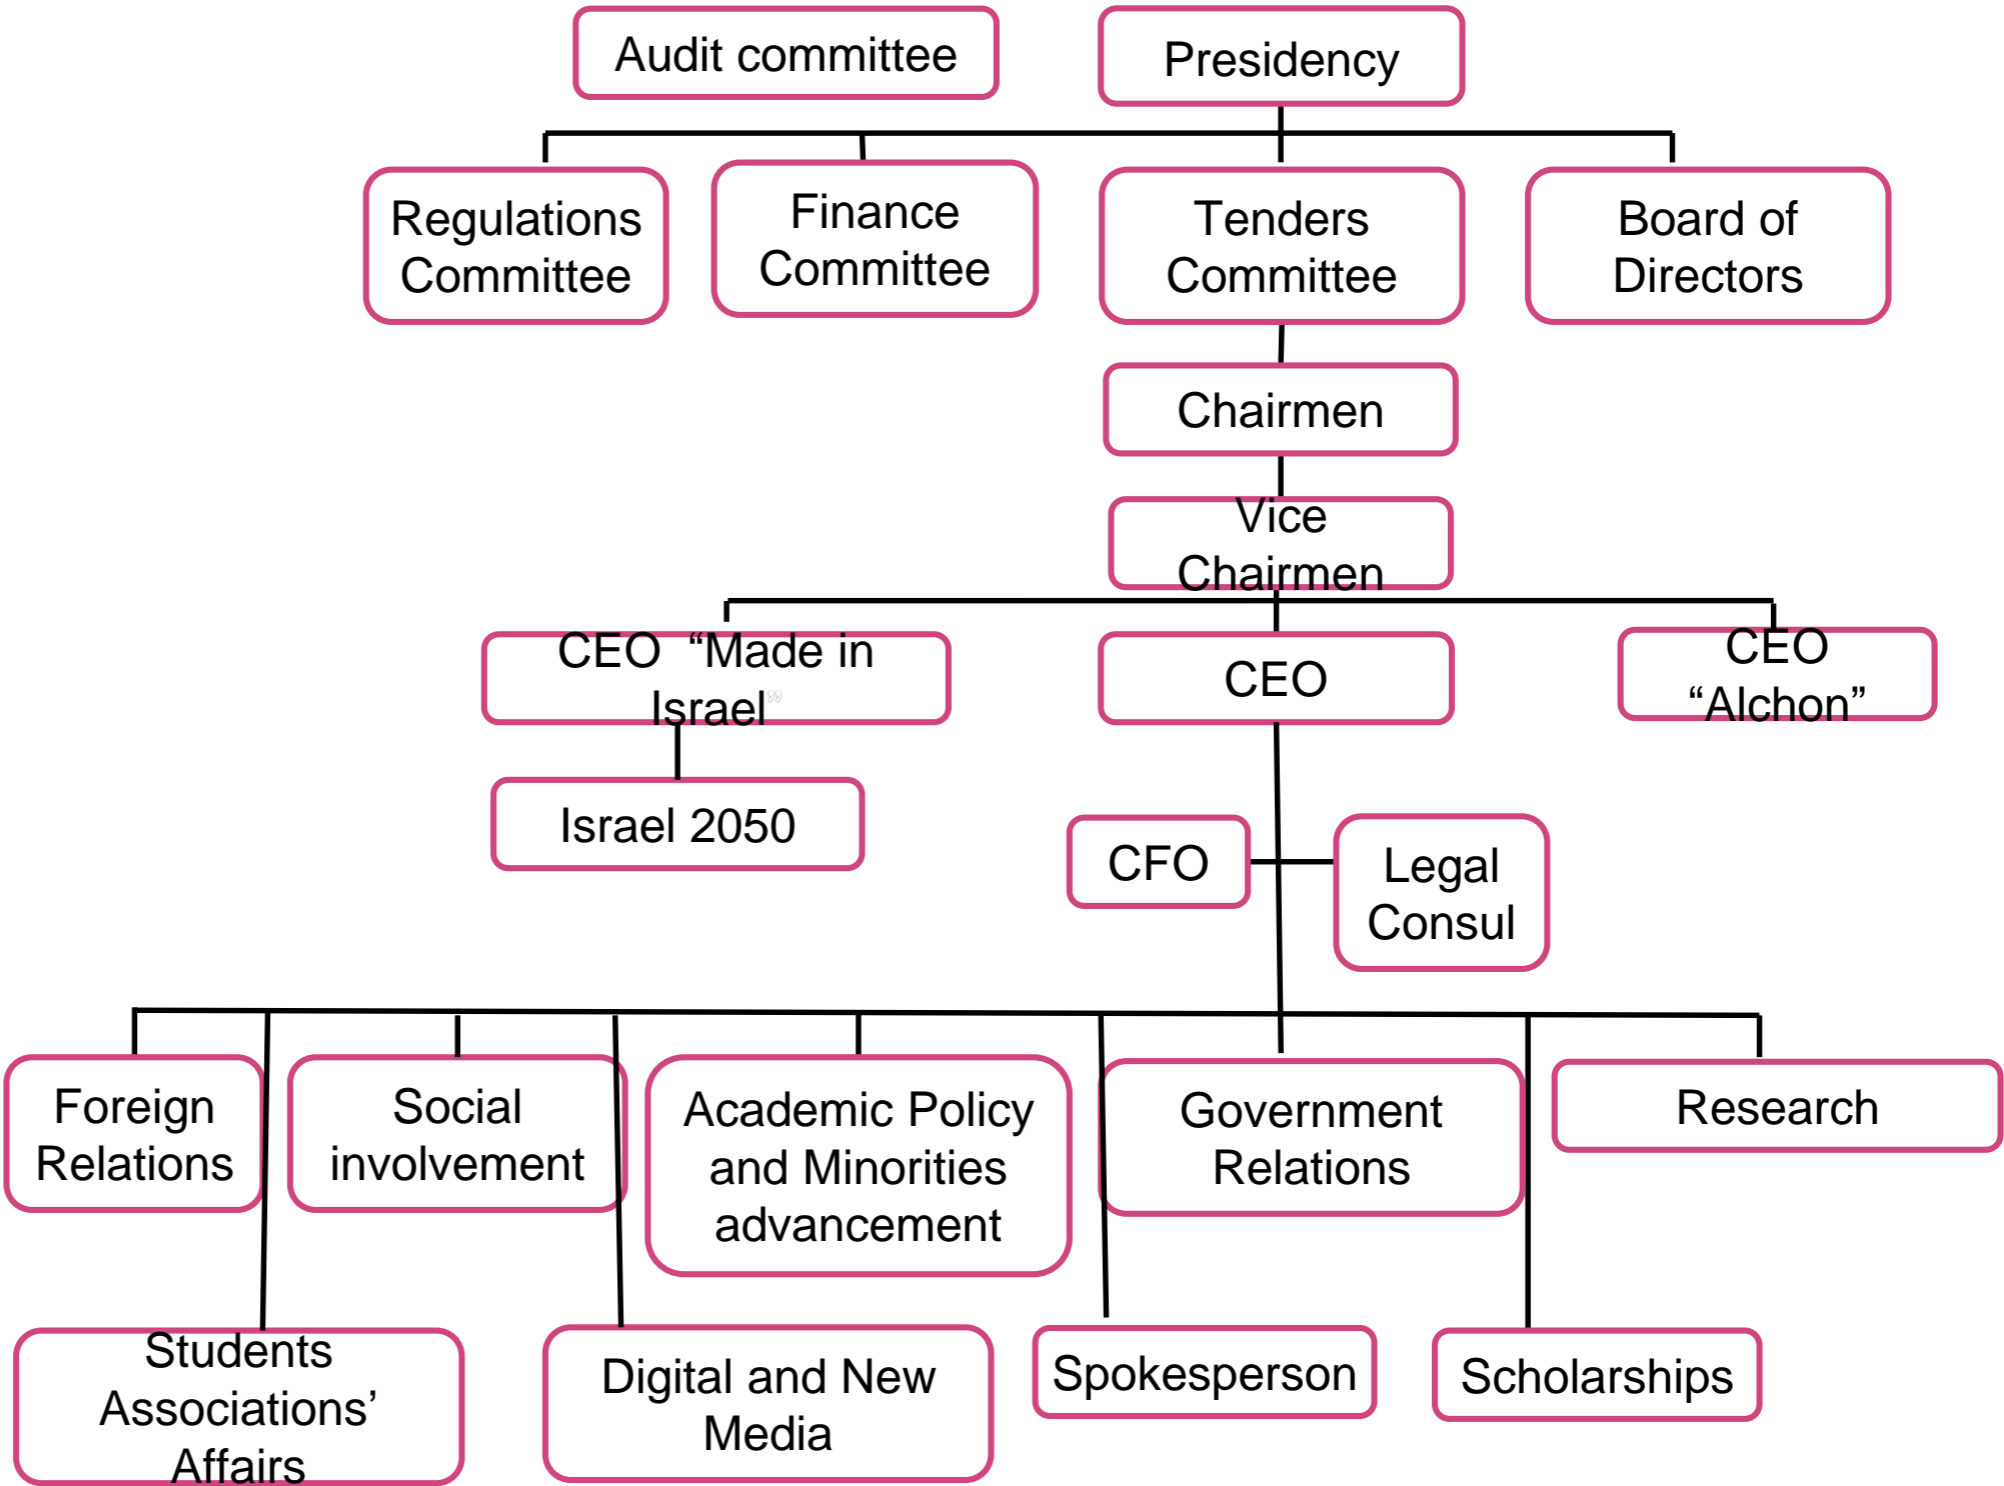 Audit committee
Presidency
Regulations
Committee
Finance
Committee
Tenders
Committee
Board of
Directors
Chairmen
Vice
Chairmen
CEO “Made in
Israel”
CEO
CEO
“Alchon”
Israel 2050
CFO
Legal
Consul
Foreign
Relations
Social
involvement
Academic Policy
and Minorities
advancement
Government
Relations
Research
Students
Associations’
Affairs
Digital and New
Media
Spokesperson
Scholarships